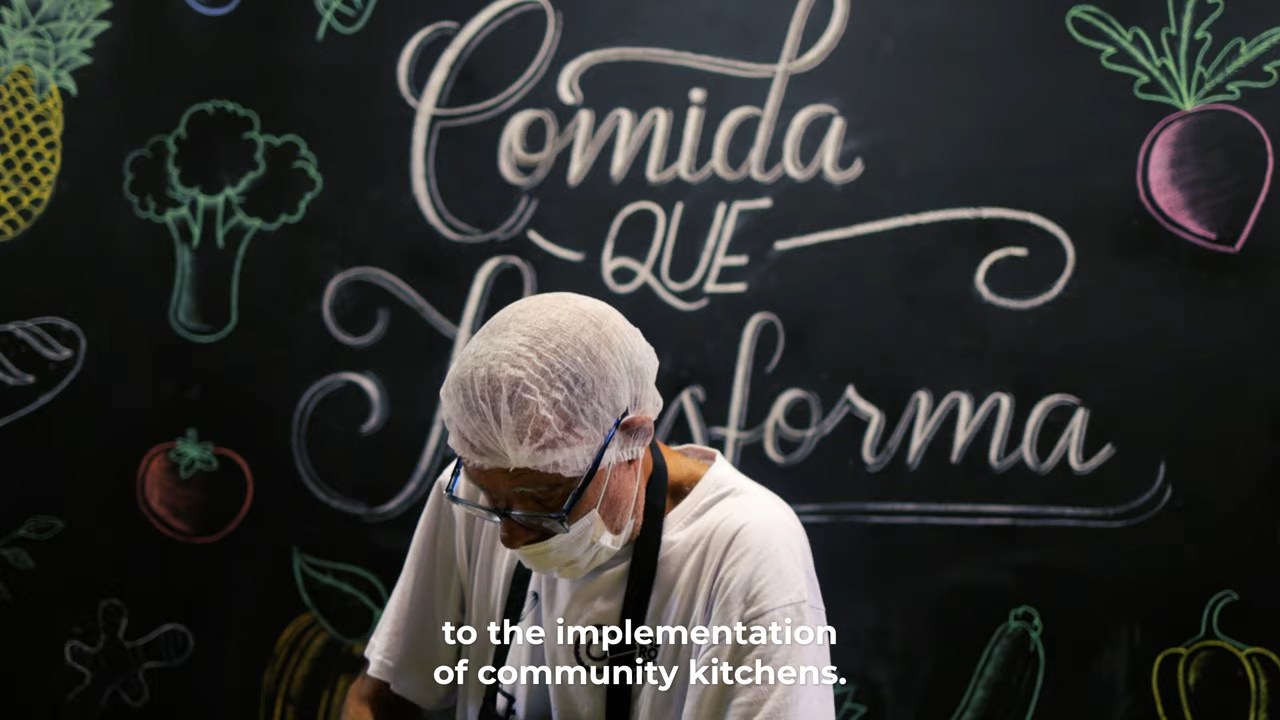 Comida
QUE
sforma
to the implementation
of community kitchens.